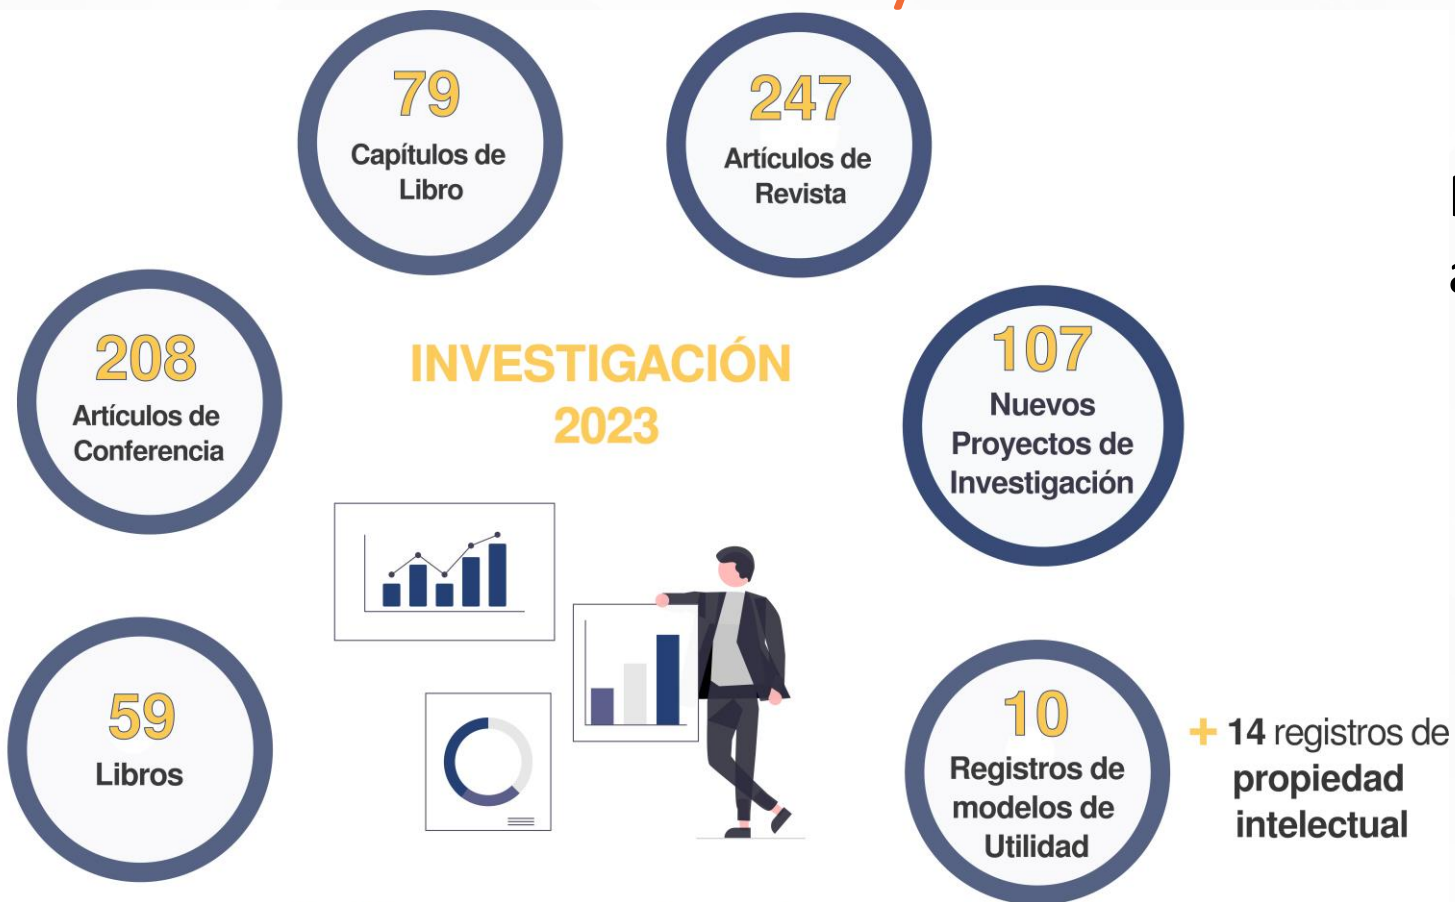 79
Capítulos de
Libro
247
Artículos de
Revista
208
Artículos de
Conferencia
INVESTIGACIÓN
2023
107
Nuevos
Proyectos de
Investigación
59
Libros
10
Registros de
modelos de
Utilidad
+ 14 registros de
propiedad
intelectual